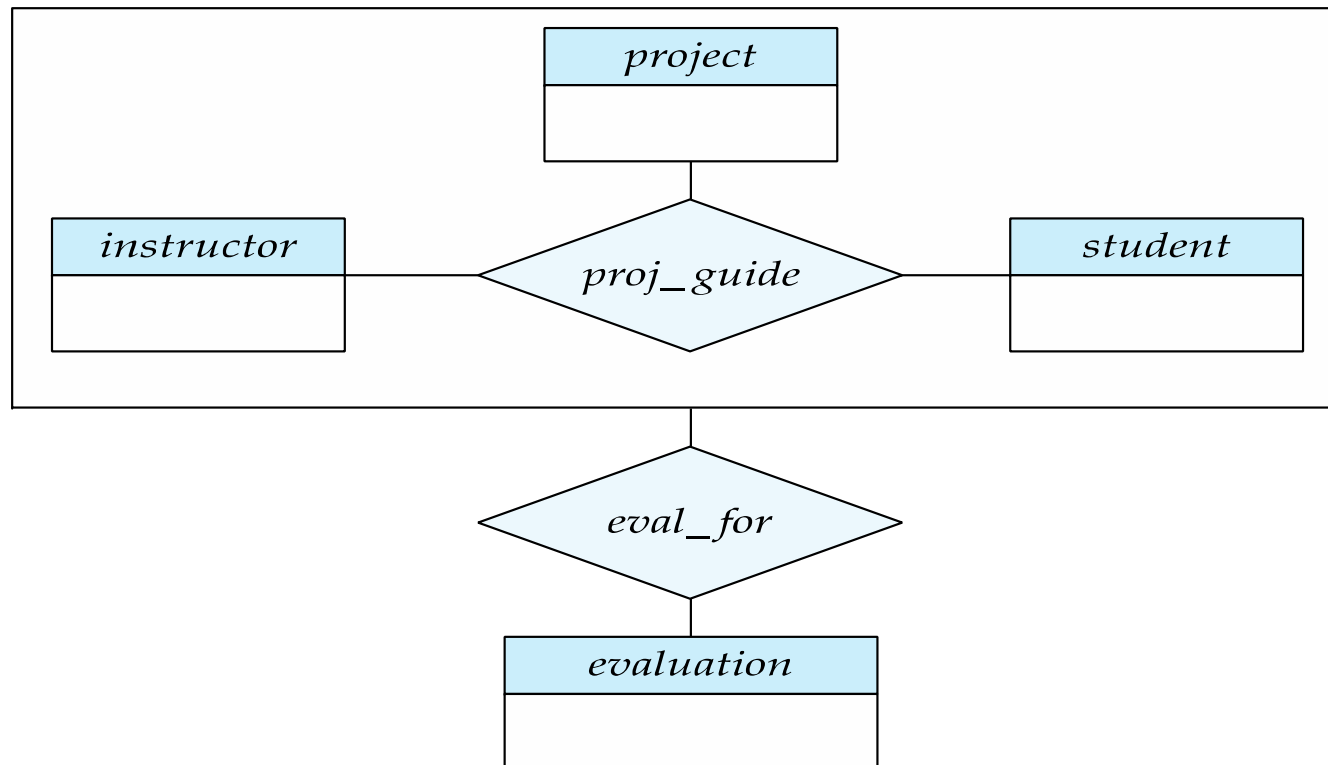 project
instructor
proj_guide
student
eval_for
evaluation